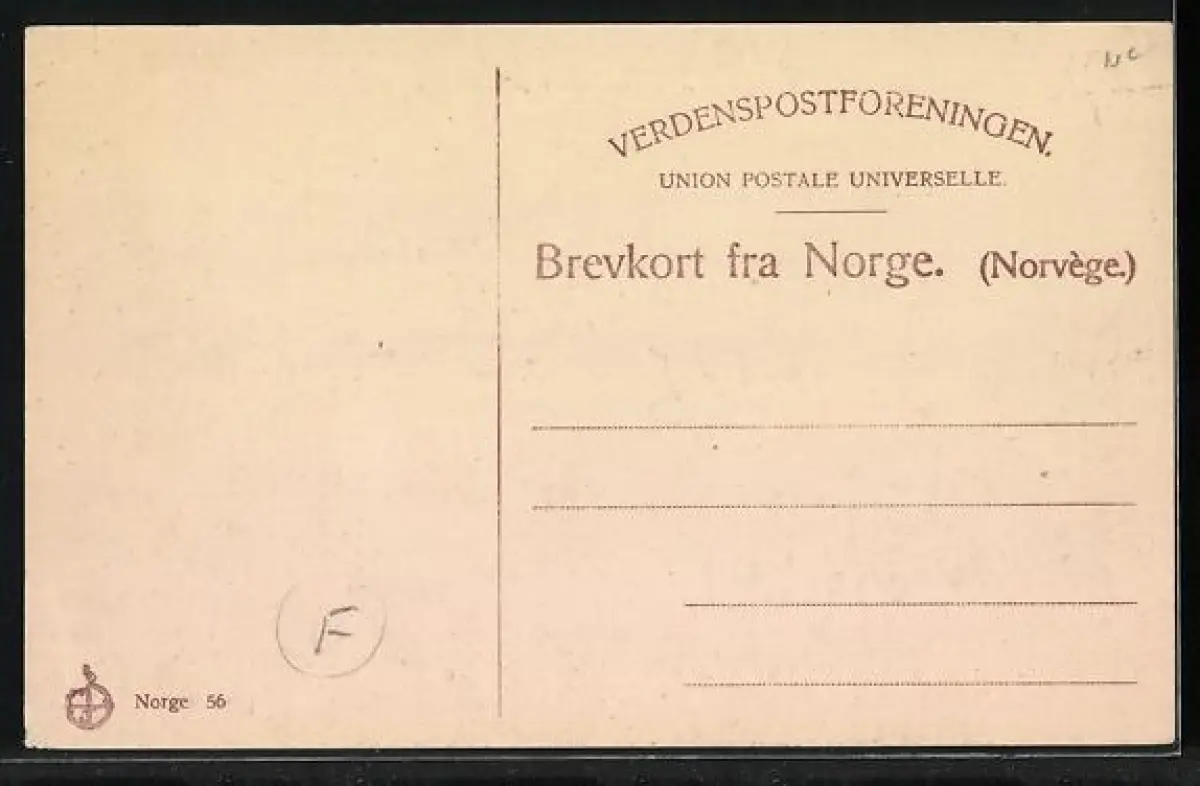 VERDENSPOSTFORENINGEN.
UNION POSTALE UNIVERSELLE.
Brevkort fra Norge. (Norvège.)
F
Norge 56